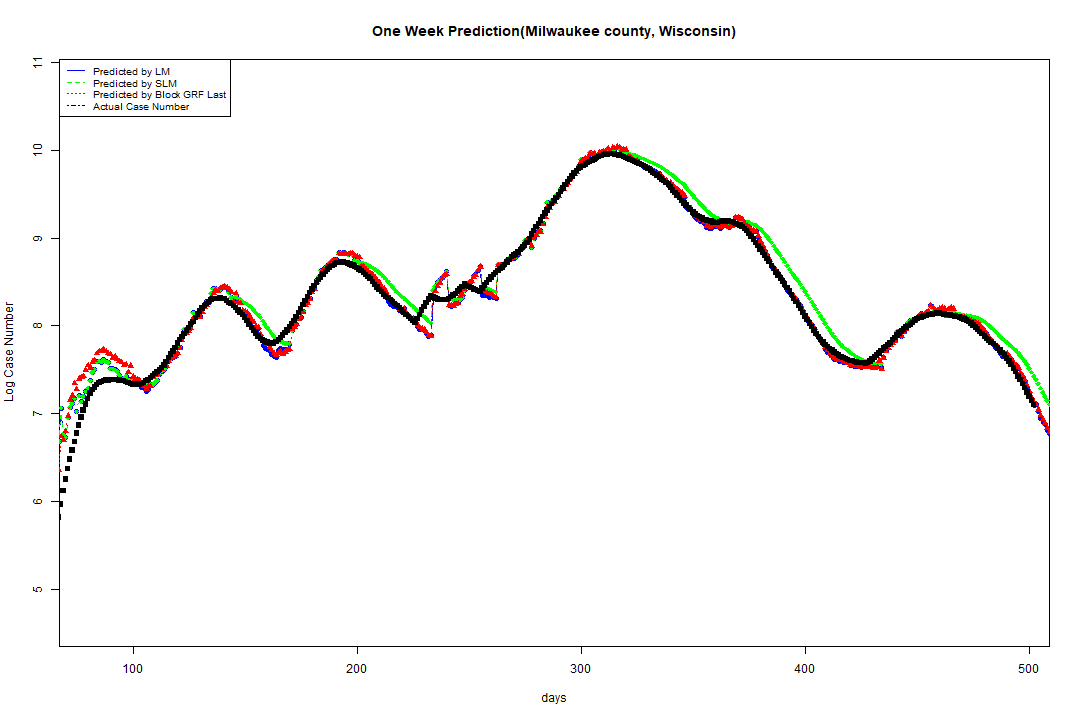 One Week Prediction(Milwaukee county, Wisconsin)
Predicted by LM
Predicted by SLM
Predicted by Block GRF Last
Actual Case Number
Log Case Number
11
10
9
8
7
6
5
100 200 300 400 500
days